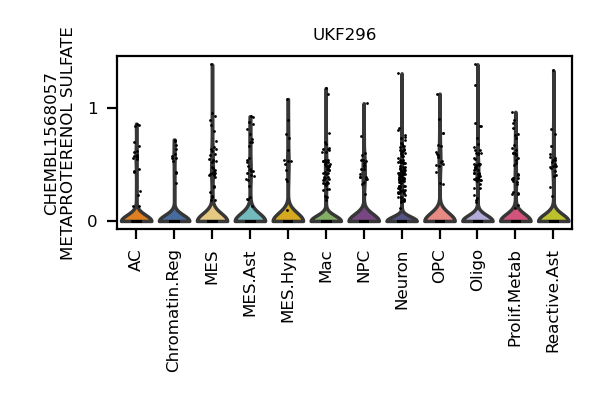 UKF296
CHEMBL1568057
METAPROTERENOL SULFATE
1
0
AC
Chromatin.Reg
MES
MES.Ast
MES.Hyp
Mac
NPC
Neuron
OPC
Oligo
Prolif.Metab
Reactive.Ast